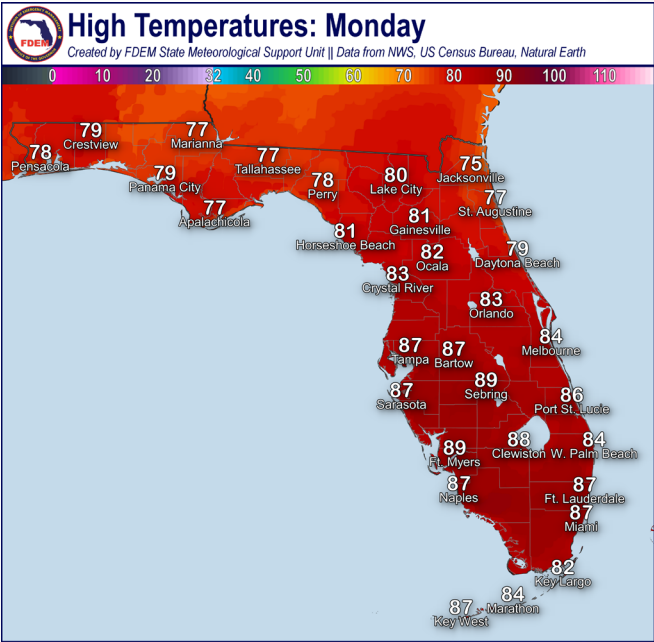 High Temperatures: Monday
Created by FDEM State Meteorological Support Unit || Data from NWS, US Census Bureau, Natural Earth
FDEM
0 10 20 32 40 50 60 70 80 90 100 110
79
Crestview
77
Marianna
78
Pensacola
77
Tallahassee
75
Jacksonville
79
Panama City
78
Perry
80
Lake City
77
St. Augustine
77
Apalachicola
81
Gainesville
81
Horseshoe Beach
82
Ocala
79
Daytona Beach
83
Crystal River
83
Orlando
84
Melbourne
87
Tampa
87
Bartow
89
Sebring
87
Sarasota
86
Port St. Lucie
89
Ft. Myers
88
Clewiston
84
W. Palm Beach
87
Naples
87
Ft. Lauderdale
87
Miami
82
Key Largo
84
Marathon
87
Key West